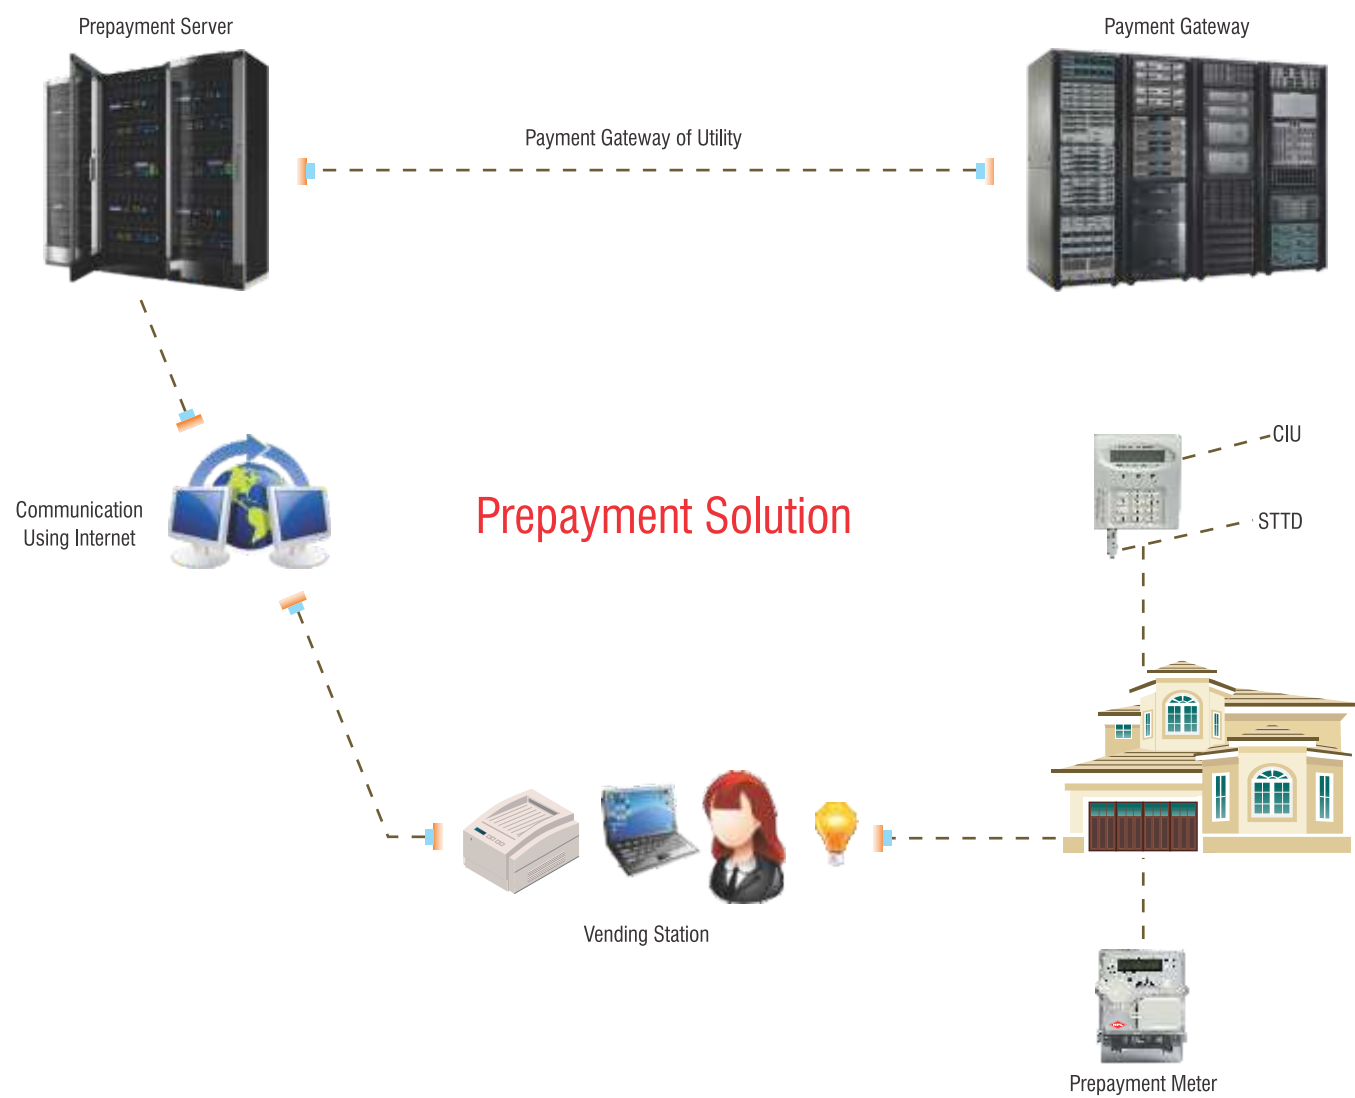 Prepayment Server
Payment Gateway
Payment Gateway of Utility
CIU
Communication
Using Internet
Prepayment Solution
STTD
Vending Station
Prepayment Meter